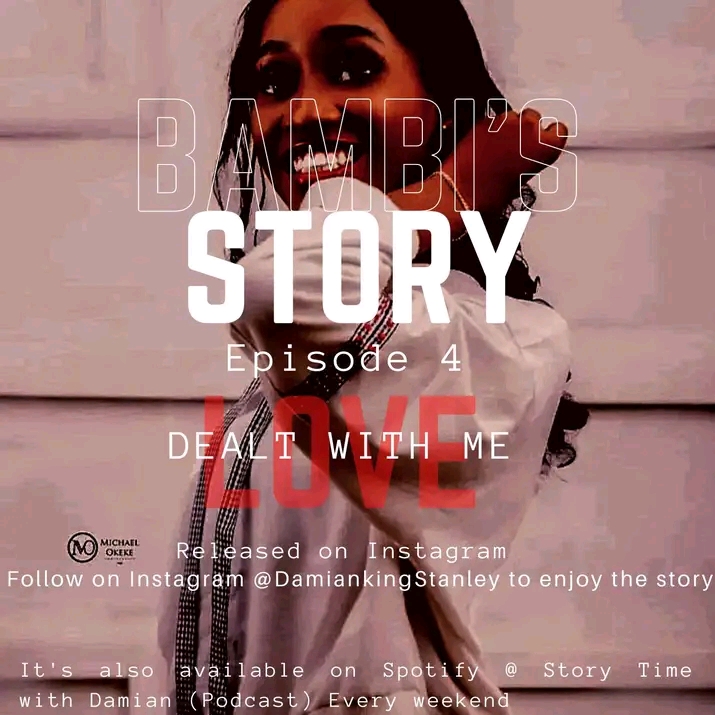 BAMBI'S
STORY
Episode 4
LOVE
DEALT WITH ME
MICHAEL
OKEKE
Released on Instagram
Follow on Instagram @DamiankingStanley to enjoy the story
It's also available on Spotify @ Story Time
with Damian (Podcast) Every weekend